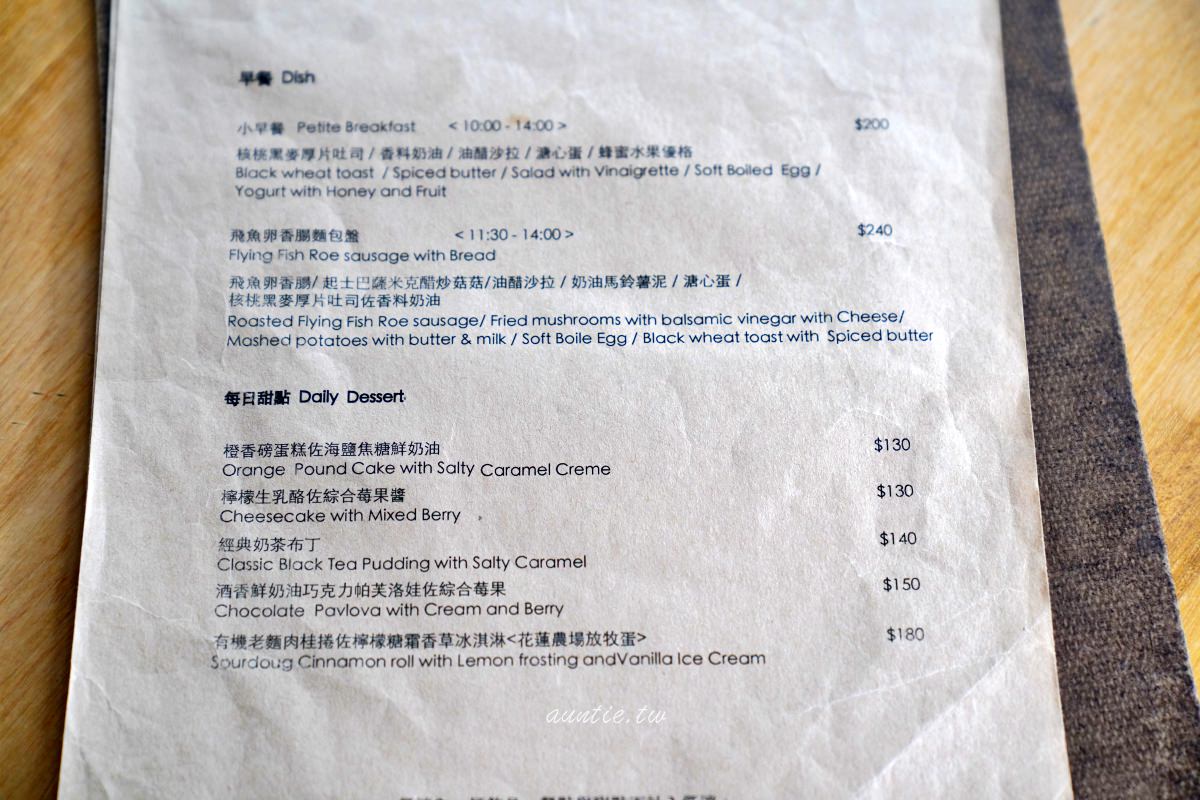 早餐 Dish
小早餐 Petite Breakfast < 10:00 - 14:00 > $200
核桃黑麥厚片吐司 / 香料奶油 / 油醋沙拉 / 溏心蛋 / 蜂蜜水果優格
Black wheat toast / Spiced butter / Salad with Vinaigrette / Soft Boiled Egg /
Yogurt with Honey and Fruit
飛魚卵香腸麵包盤 < 11:30 - 14:00 > $240
Flying Fish Roe sausage with Bread
飛魚卵香腸/ 起士巴薩米克醋炒菇菇/油醋沙拉 / 奶油馬鈴薯泥 / 溏心蛋 /
核桃黑麥厚片吐司佐香料奶油
Roasted Flying Fish Roe sausage/ Fried mushrooms with balsamic vinegar with Cheese/
Mashed potatoes with butter & milk / Soft Boile Egg / Black wheat toast with Spiced butter
每日甜點 Daily Dessert
橙香磅蛋糕佐海鹽焦糖鮮奶油 $130
Orange Pound Cake with Salty Caramel Creme
檸檬生乳酪佐綜合莓果醬 $130
Cheesecake with Mixed Berry
經典奶茶布丁 $140
Classic Black Tea Pudding with Salty Caramel
酒香鮮奶油巧克力帕芙洛娃佐綜合莓果 $150
Chocolate Pavlova with Cream and Berry
有機老麵肉桂捲佐檸檬糖霜香草冰淇淋<花蓮農場放牧蛋> $180
Sourdoug Cinnamon roll with Lemon frosting andVanilla Ice Cream
auntie.tw